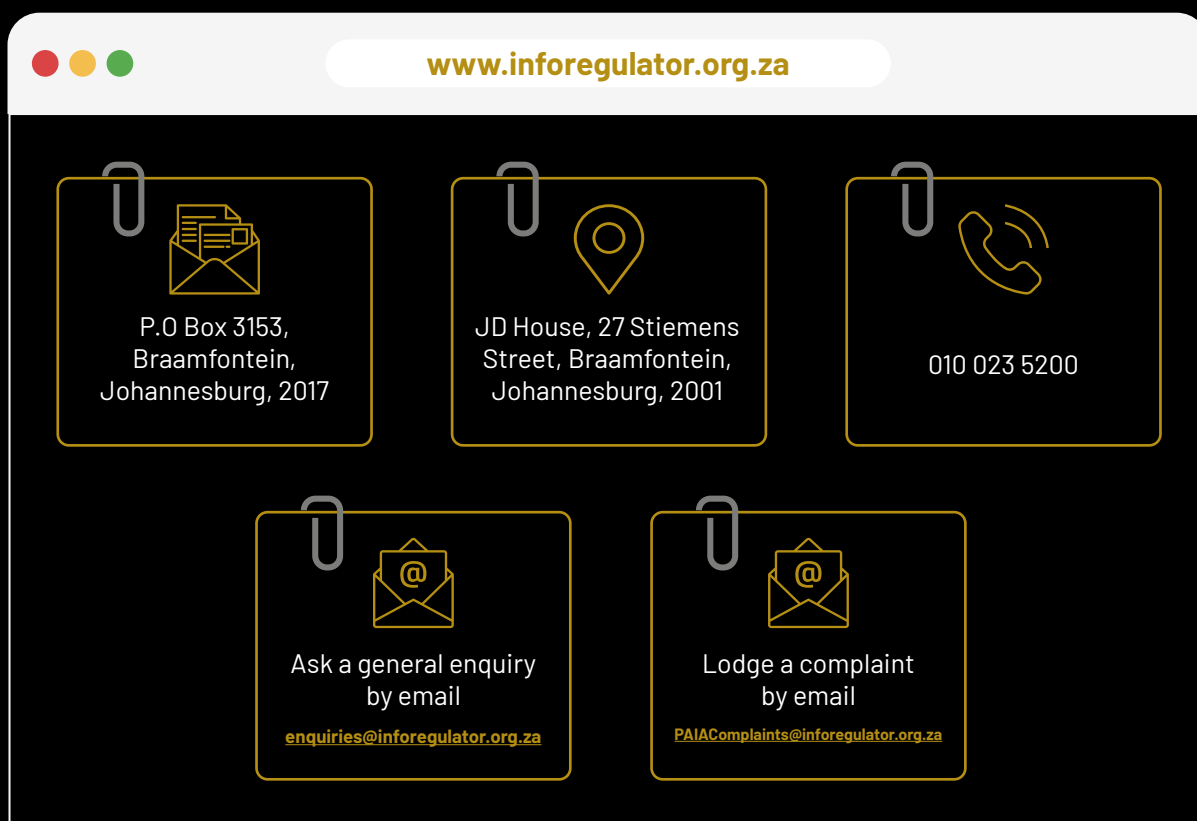 www.inforegulator.org.za
P.O Box 3153,
Braamfontein,
Johannesburg, 2017
JD House, 27 Stiemens
Street, Braamfontein,
Johannesburg, 2001
010 023 5200
@
Ask a general enquiry
by email
enquiries@inforegulator.org.za
@
Lodge a complaint
by email
PAIAComplaints@inforegulator.org.za